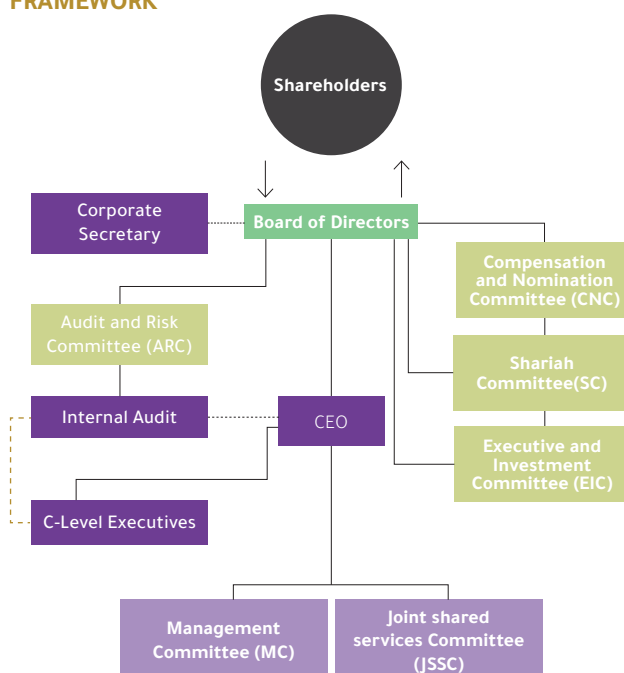 FRAMEWORK
Shareholders
Corporate
Secretary
Board of Directors
Compensation
and Nomination
Committee (CNC)
Audit and Risk
Committee (ARC)
Shariah
Committee(SC)
Internal Audit
CEO
Executive and
Investment
Committee (EIC)
C-Level Executives
Management
Committee (MC)
Joint shared
services Committee
(JSSC)